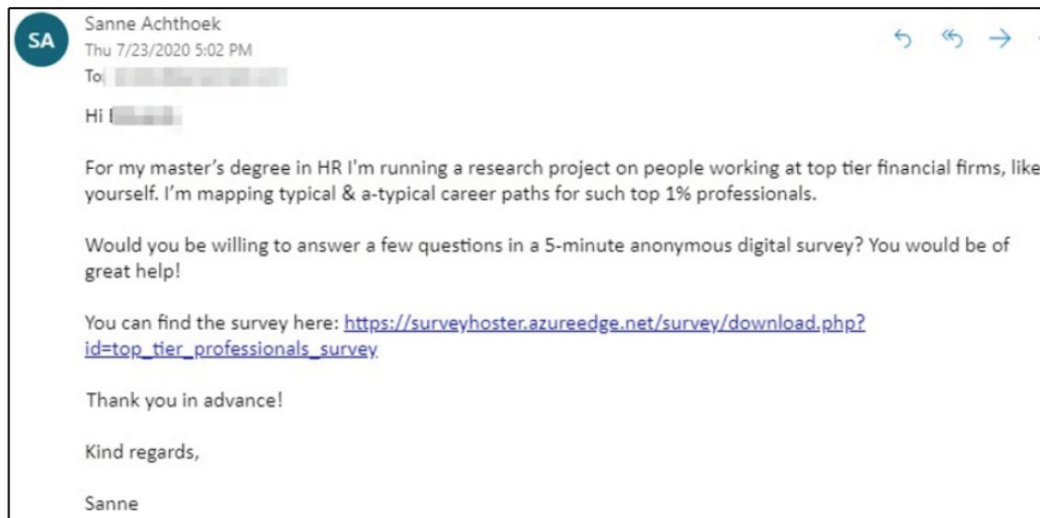 SA
Sanne Achthoek
Thu 7/23/2020 5:02 PM
To:
Hi
For my master’s degree in HR I'm running a research project on people working at top tier financial firms, like
yourself. I’m mapping typical & a-typical career paths for such top 1% professionals.
Would you be willing to answer a few questions in a 5-minute anonymous digital survey? You would be of
great help!
You can find the survey here: https://surveyhoster.azureedge.net/survey/download.php?
id=top_tier_professionals_survey
Thank you in advance!
Kind regards,
Sanne